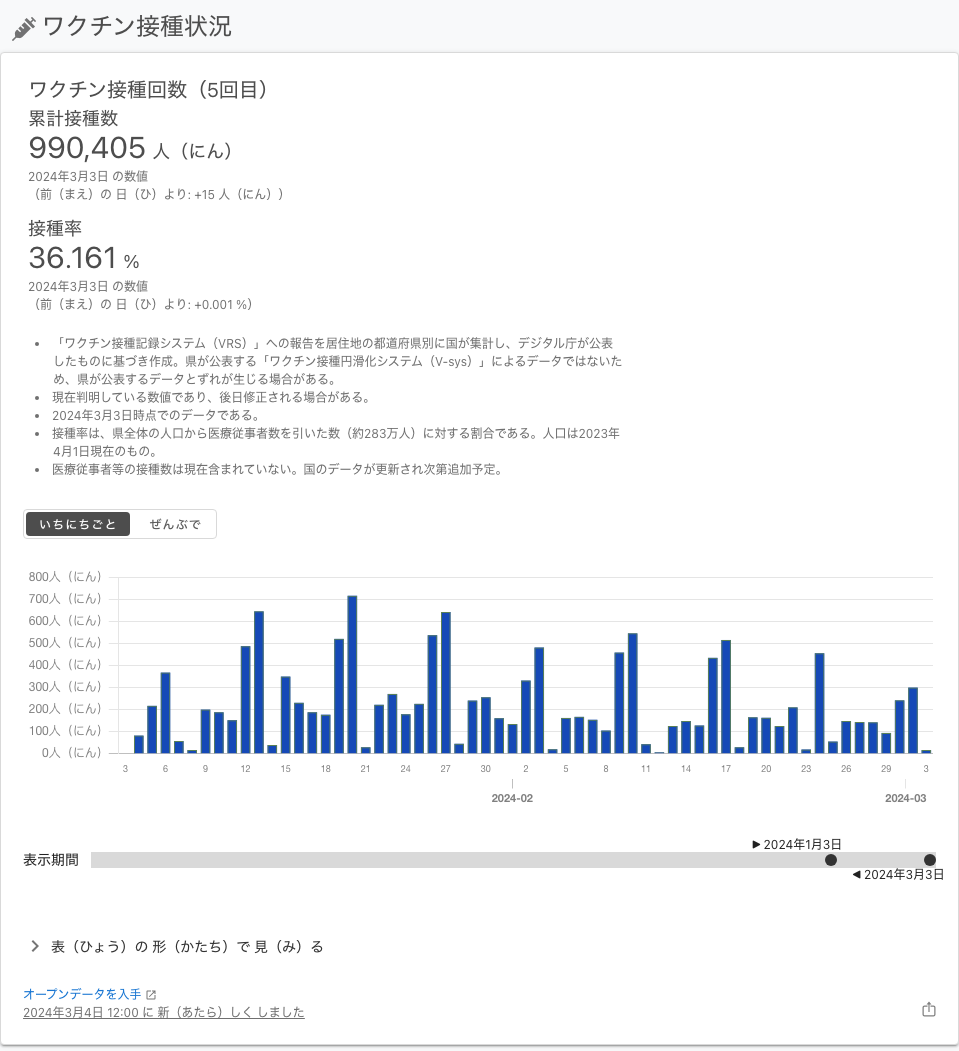 ワクチン接種状況
ワクチン接種回数（5回目）
累計接種数
990,405 人（にん）
2024年3月3日 の数値
（前（まえ）の 日（ひ）より: +15 人（にん））
接種率
36.161 %
2024年3月3日 の数値
（前（まえ）の 日（ひ）より: +0.001 %）
• 「ワクチン接種記録システム（VRS）」への報告を居住地の都道府県別に国が集計し、デジタル庁が公表
したものに基づき作成。県が公表する「ワクチン接種円滑化システム（V-sys）」によるデータではないた
め、県が公表するデータとずれが生じる場合がある。
• 現在判明している数値であり、後日修正される場合がある。
• 2024年3月3日時点でのデータである。
• 接種率は、県全体の人口から医療従事者数を引いた数（約283万人）に対する割合である。人口は2023年
4月1日現在のもの。
• 医療従事者等の接種数は現在含まれていない。国のデータが更新され次第追加予定。
いちにちごと ぜんぶで
800人（にん）
700人（にん）
600人（にん）
500人（にん）
400人（にん）
300人（にん）
200人（にん）
100人（にん）
0人（にん）
3 6 9 12 15 18 21 24 27 30 2 5 8 11 14 17 20 23 26 29 3
2024-02 2024-03
▶ 2024年1月3日
表示期間
◀ 2024年3月3日
表（ひょう）の 形（かたち）で 見（み）る
オープンデータを入手
2024年3月4日 12:00 に 新（あたら）しく しました